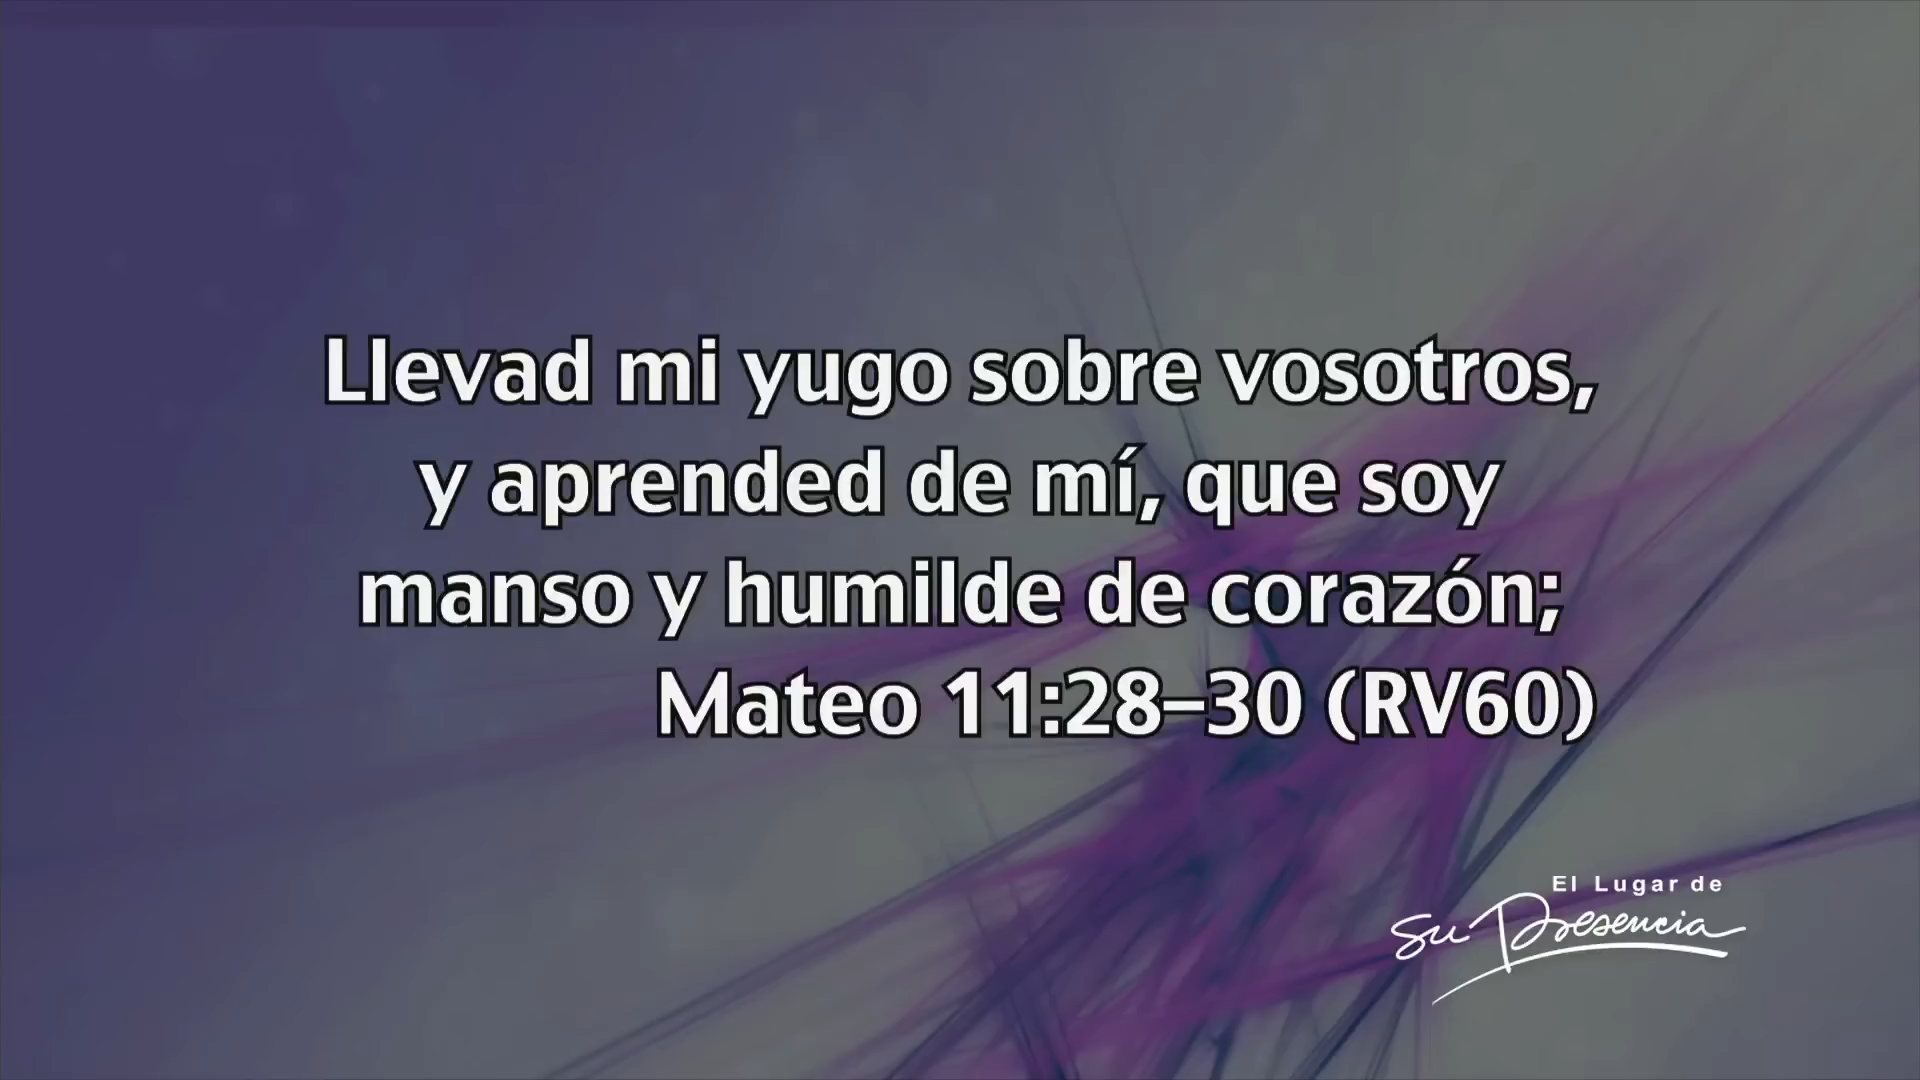 Llevad mi yugo sobre vosotros,
y aprended de mí, que soy
manso y humilde de corazón;
Mateo 11:28–30 (RV60)
El Lugar de
Su Presencia